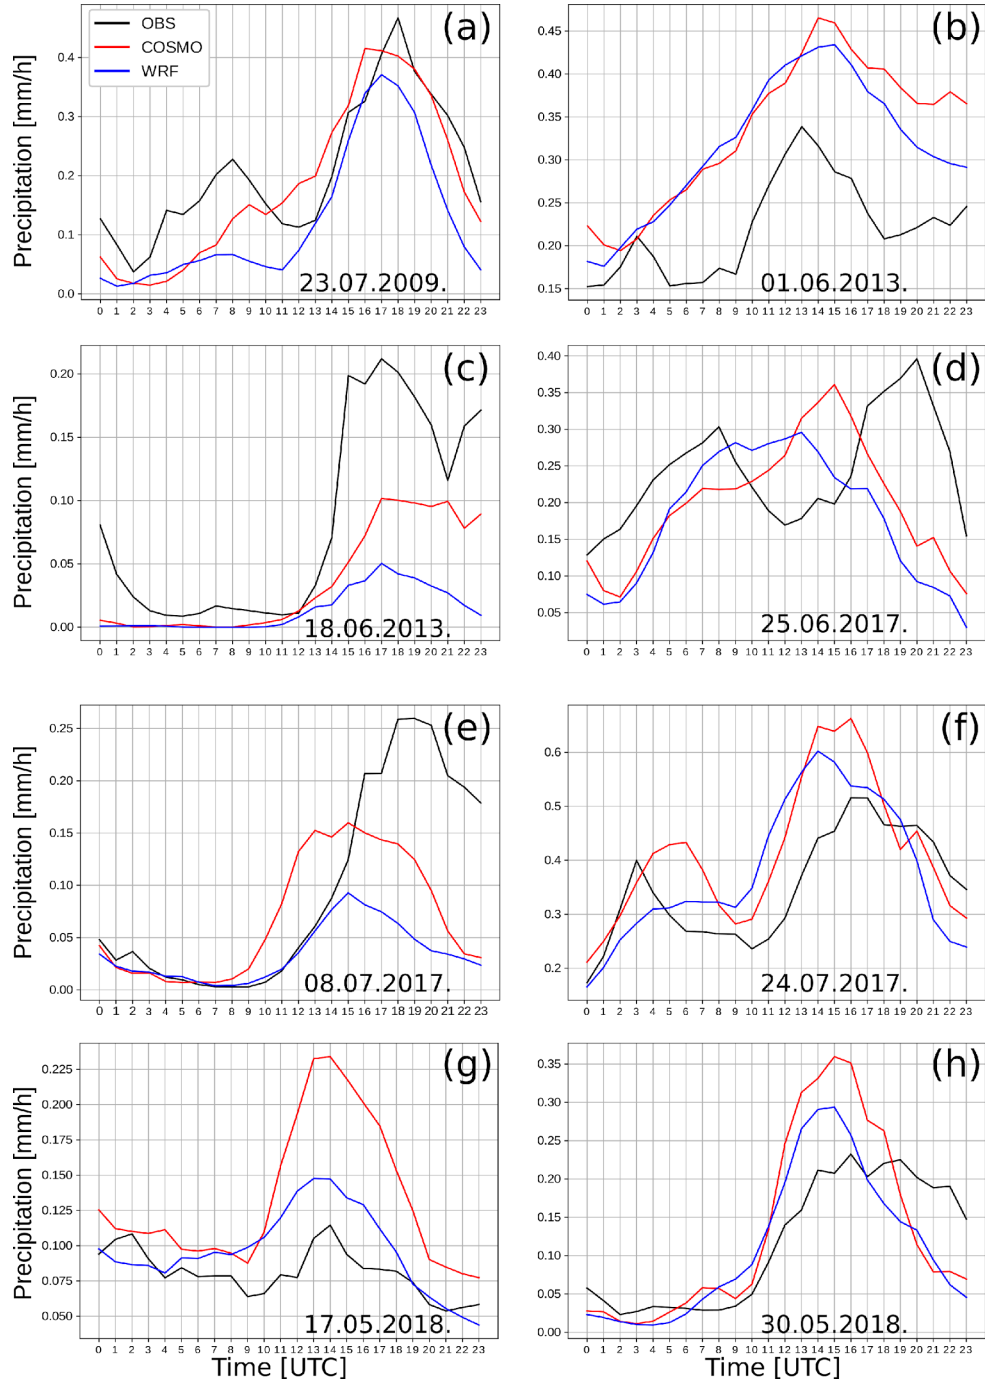 OBS
COSMO
WRF
(a)
Precipitation [mm/h]
0.4
0.3
0.2
0.1
0.0
23.07.2009.
0 1 2 3 4 5 6 7 8 9 10 11 12 13 14 15 16 17 18 19 20 21 22 23
(b)
0.45
0.40
0.35
0.30
0.25
0.20
0.15
01.06.2013.
0 1 2 3 4 5 6 7 8 9 10 11 12 13 14 15 16 17 18 19 20 21 22 23
(c)
Precipitation [mm/h]
0.20
0.15
0.10
0.05
0.00
18.06.2013.
0 1 2 3 4 5 6 7 8 9 10 11 12 13 14 15 16 17 18 19 20 21 22 23
(d)
0.40
0.35
0.30
0.25
0.20
0.15
0.10
0.05
25.06.2017.
0 1 2 3 4 5 6 7 8 9 10 11 12 13 14 15 16 17 18 19 20 21 22 23
(e)
Precipitation [mm/h]
0.25
0.20
0.15
0.10
0.05
0.00
08.07.2017.
0 1 2 3 4 5 6 7 8 9 10 11 12 13 14 15 16 17 18 19 20 21 22 23
(f)
0.6
0.5
0.4
0.3
0.2
24.07.2017.
0 1 2 3 4 5 6 7 8 9 10 11 12 13 14 15 16 17 18 19 20 21 22 23
(g)
Precipitation [mm/h]
0.225
0.200
0.175
0.150
0.125
0.100
0.075
0.050
17.05.2018.
0 1 2 3 4 5 6 7 8 9 10 11 12 13 14 15 16 17 18 19 20 21 22 23
Time [UTC]
(h)
0.35
0.30
0.25
0.20
0.15
0.10
0.05
0.00
30.05.2018.
0 1 2 3 4 5 6 7 8 9 10 11 12 13 14 15 16 17 18 19 20 21 22 23
Time [UTC]